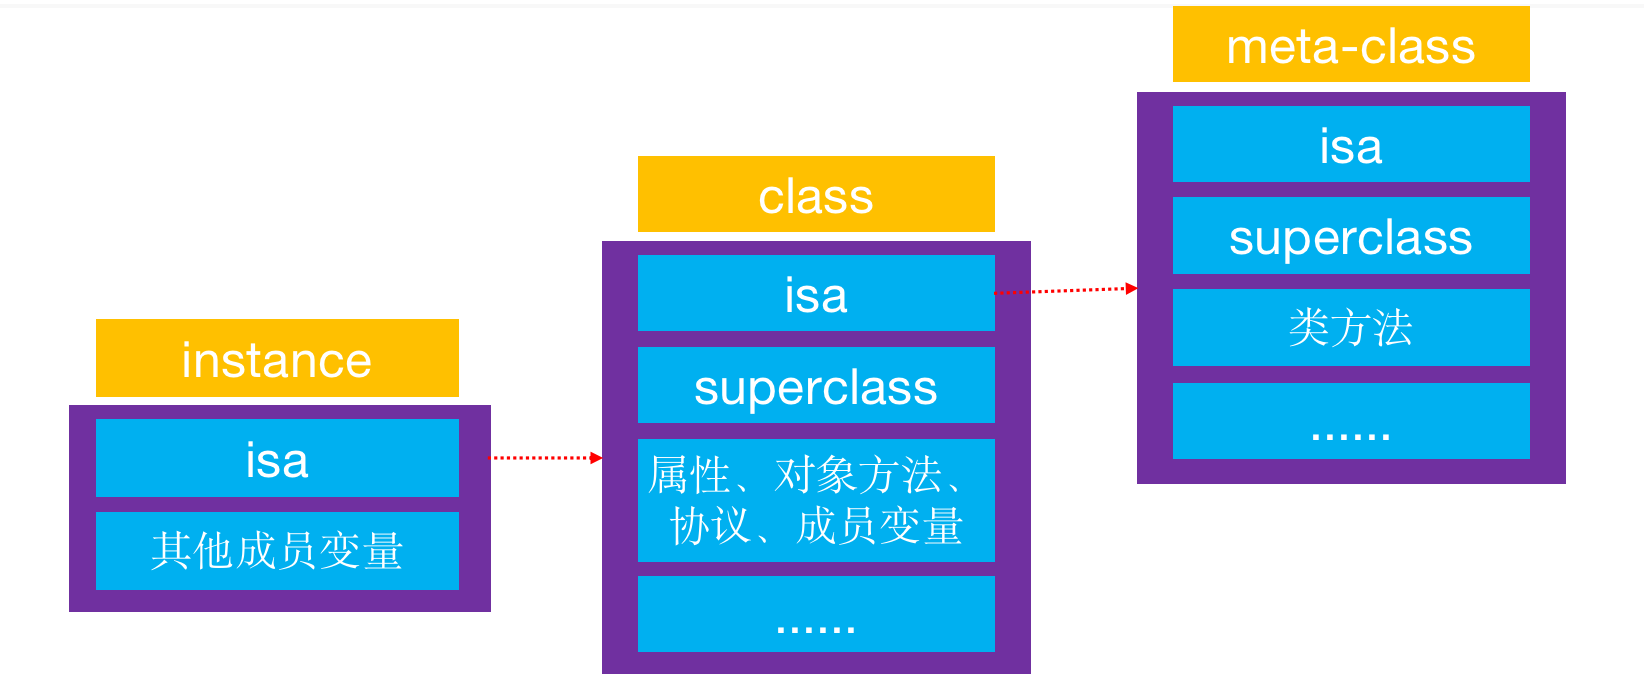 instance
isa
其他成员变量
class
isa
superclass
属性、对象方法、
协议、成员变量
......
meta-class
isa
superclass
类方法
......